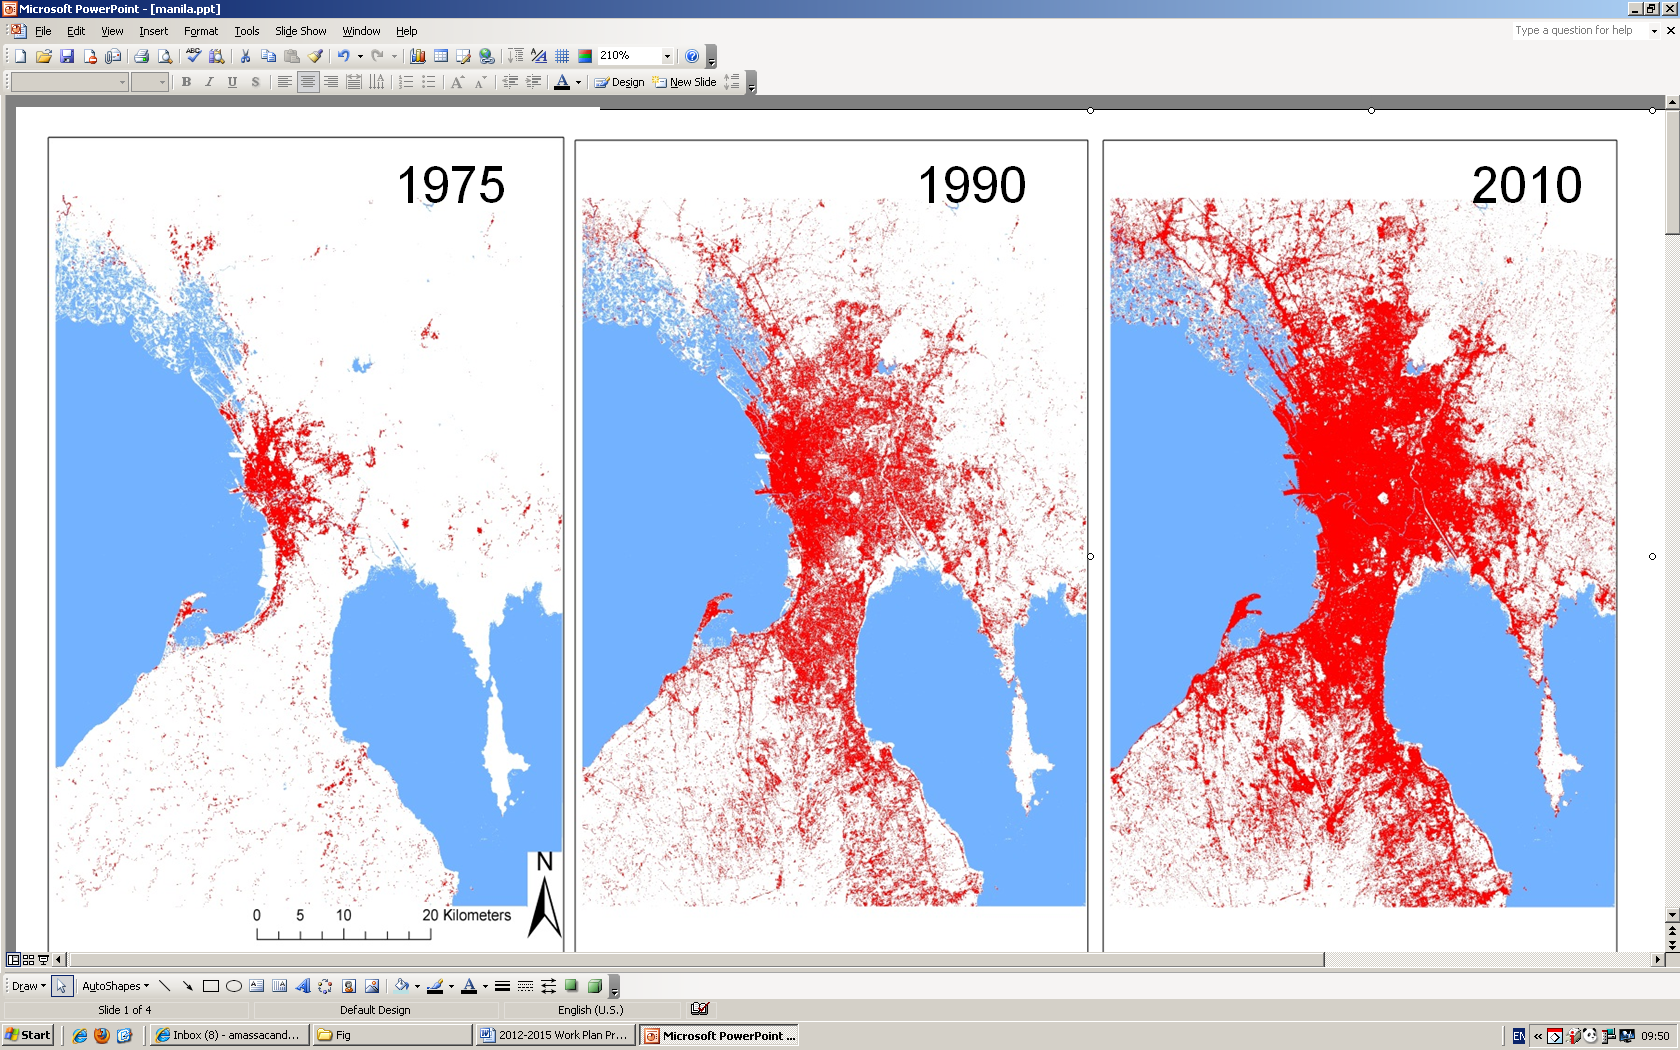 Microsoft PowerPoint - [manila.ppt]
File Edit View Insert Format Tools Slide Show Window Help
Type a question for help
210%
B I U S A A A Design New Slide
1975
1990
2010
N
0 5 10 20 Kilometers
Draw AutoShapes
Slide 1 of 4 Default Design English (U.S.)
Start Inbox (8) - amassacand... Fig 2012-2015 Work Plan Pr... Microsoft PowerPoint ... EN 09:50